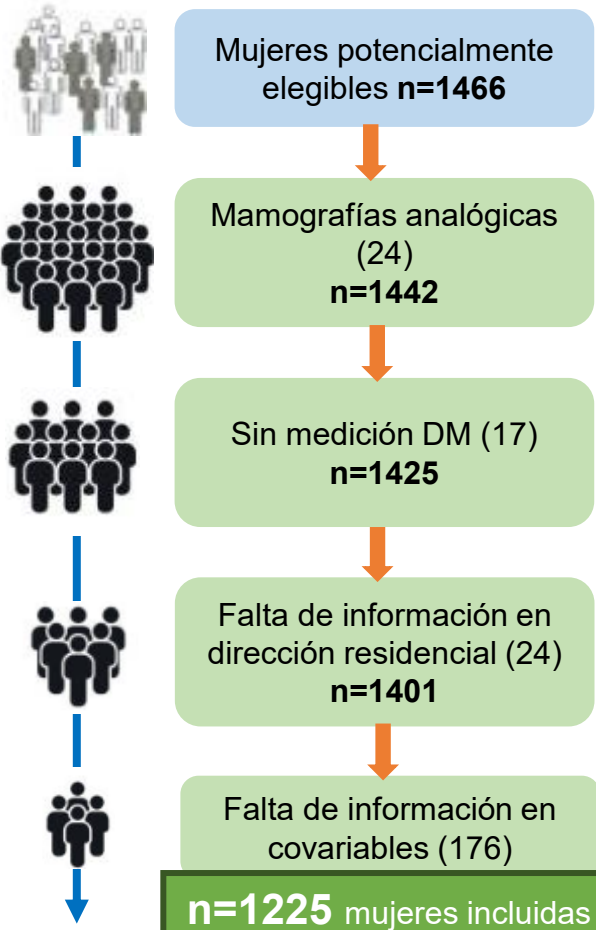 Mujeres potencialmente
elegibles n=1466
Mamografías analógicas
(24)
n=1442
Sin medición DM (17)
n=1425
Falta de información en
dirección residencial (24)
n=1401
Falta de información en
covariables (176)
n=1225 mujeres incluidas